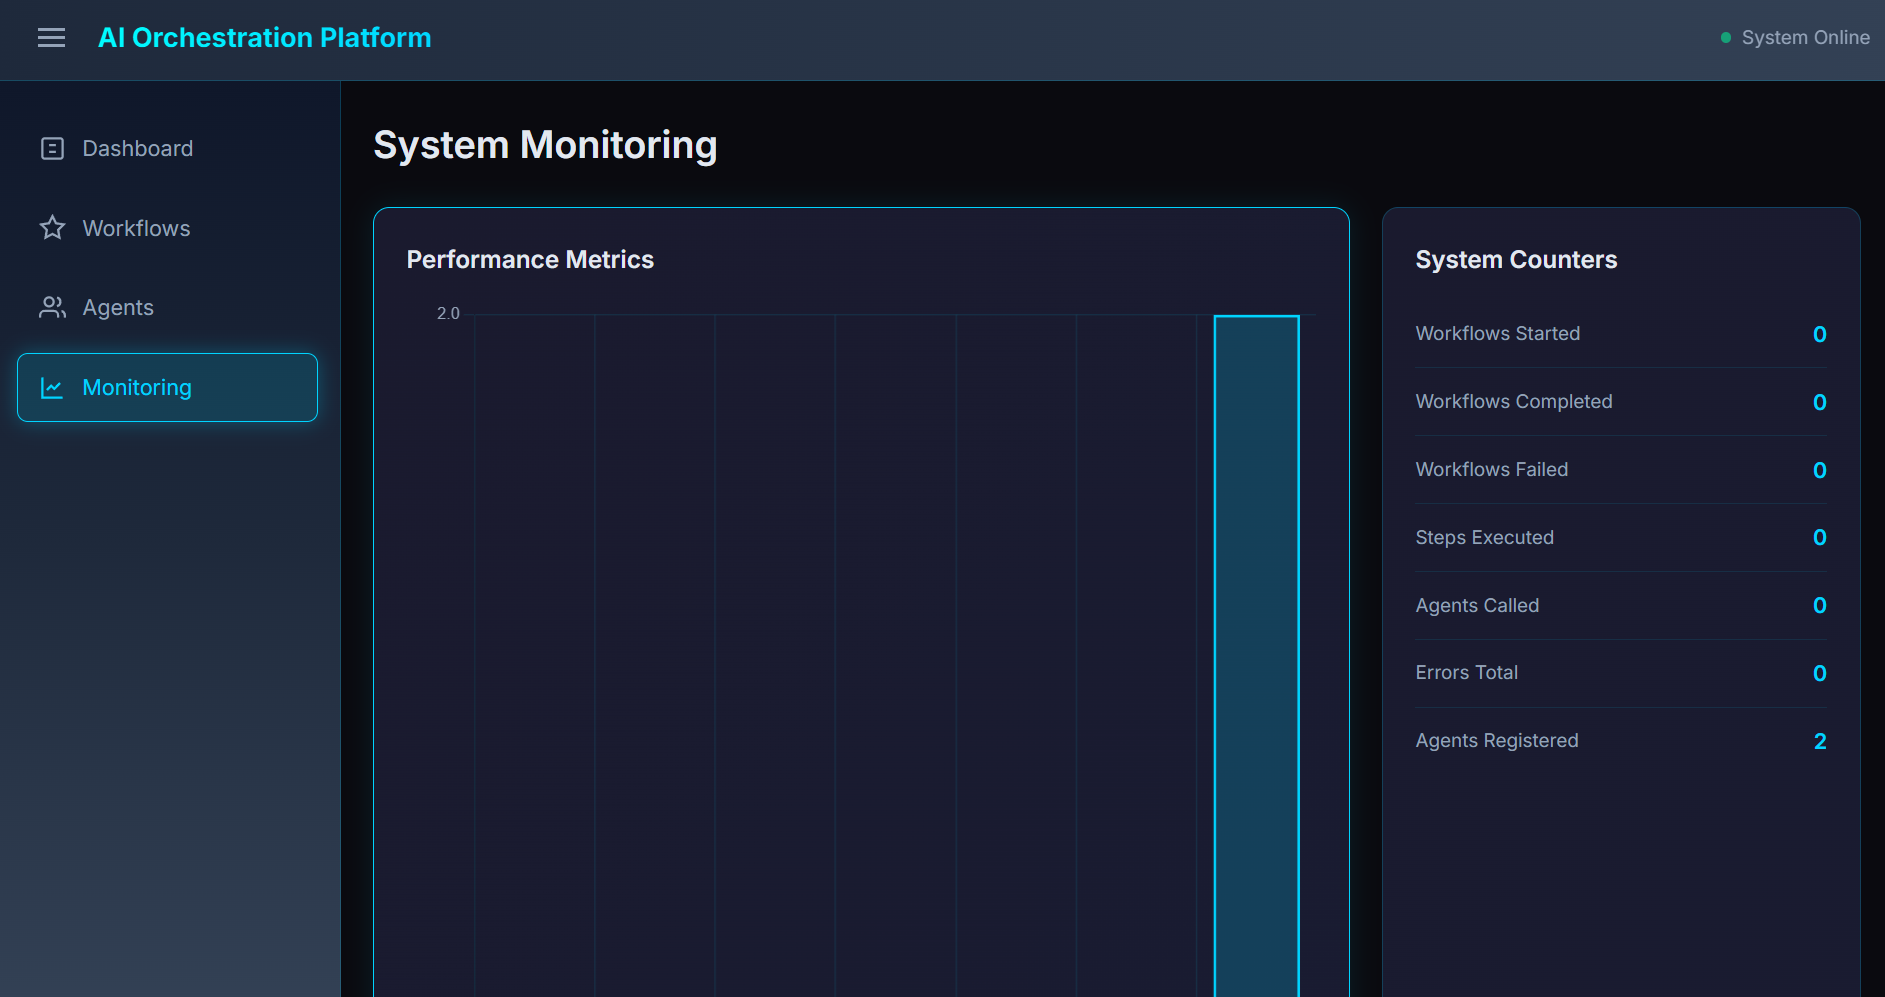 AI Orchestration Platform
System Online
Dashboard
Workflows
Agents
Monitoring
System Monitoring
Performance Metrics
2.0
System Counters
Workflows Started 0
Workflows Completed 0
Workflows Failed 0
Steps Executed 0
Agents Called 0
Errors Total 0
Agents Registered 2